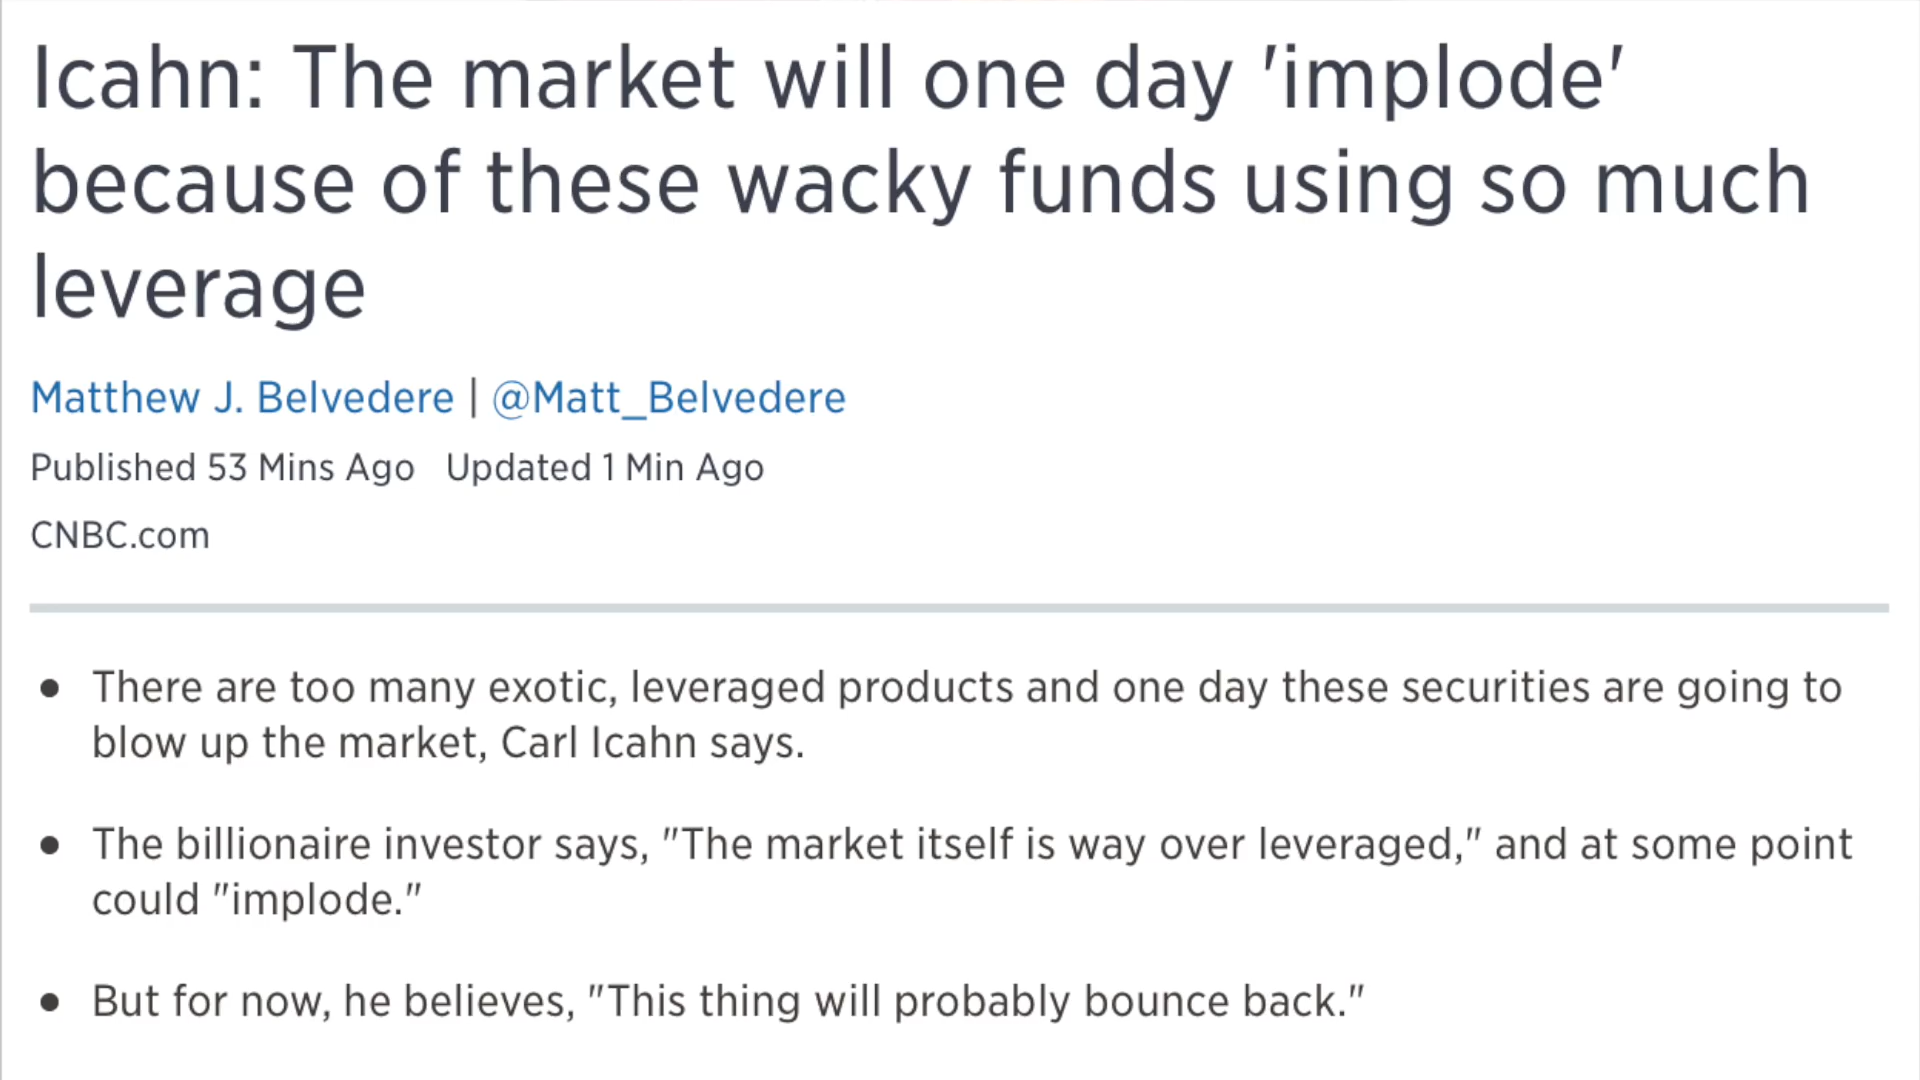 Icahn: The market will one day 'implode'
because of these wacky funds using so much
leverage
Matthew J. Belvedere | @Matt_Belvedere
Published 53 Mins Ago   Updated 1 Min Ago
CNBC.com
• There are too many exotic, leveraged products and one day these securities are going to
blow up the market, Carl Icahn says.
• The billionaire investor says, "The market itself is way over leveraged," and at some point
could "implode."
• But for now, he believes, "This thing will probably bounce back."